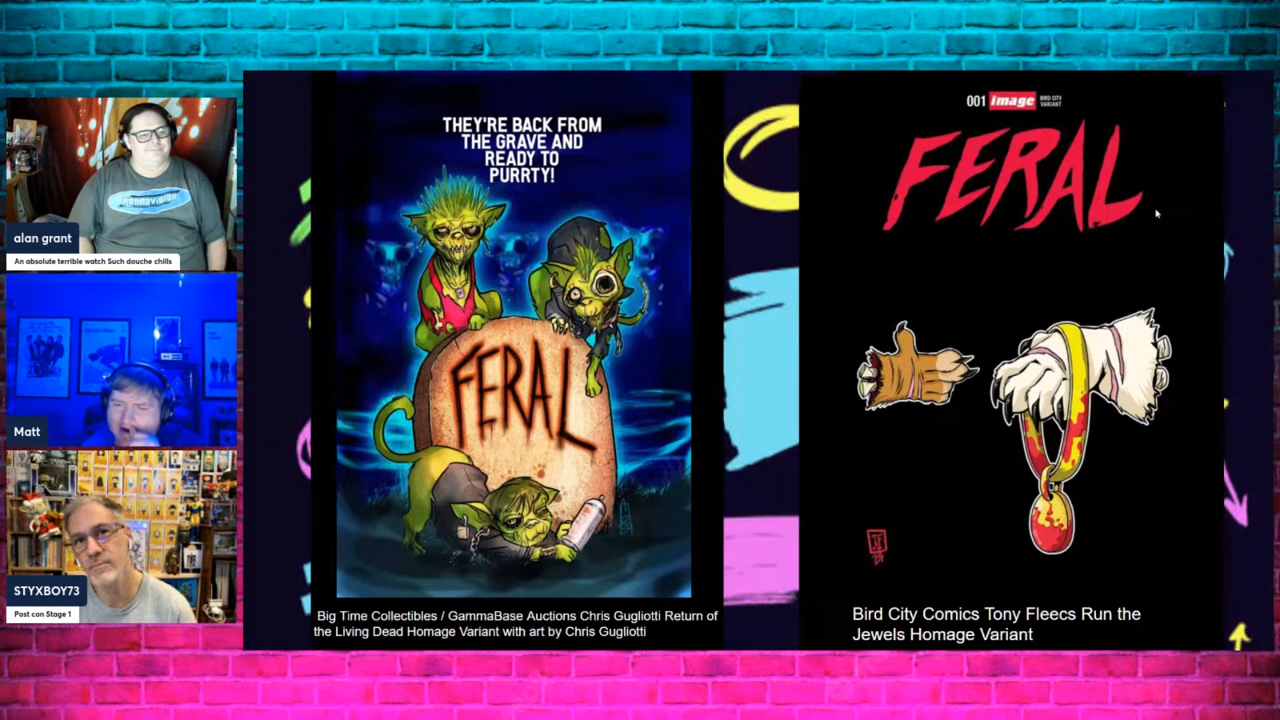 alan grant
An absolute terrible watch Such douche chills
Matt
STYXBOY73
Post con Stage 1
THEY'RE BACK FROM
THE GRAVE AND
READY TO
PURRTY!
FERAL
Big Time Collectibles / GammaBase Auctions Chris Gugliotti Return of
the Living Dead Homage Variant with art by Chris Gugliotti
001 image BIRD CITY
VARIANT
FERAL
Bird City Comics Tony Fleecs Run the
Jewels Homage Variant